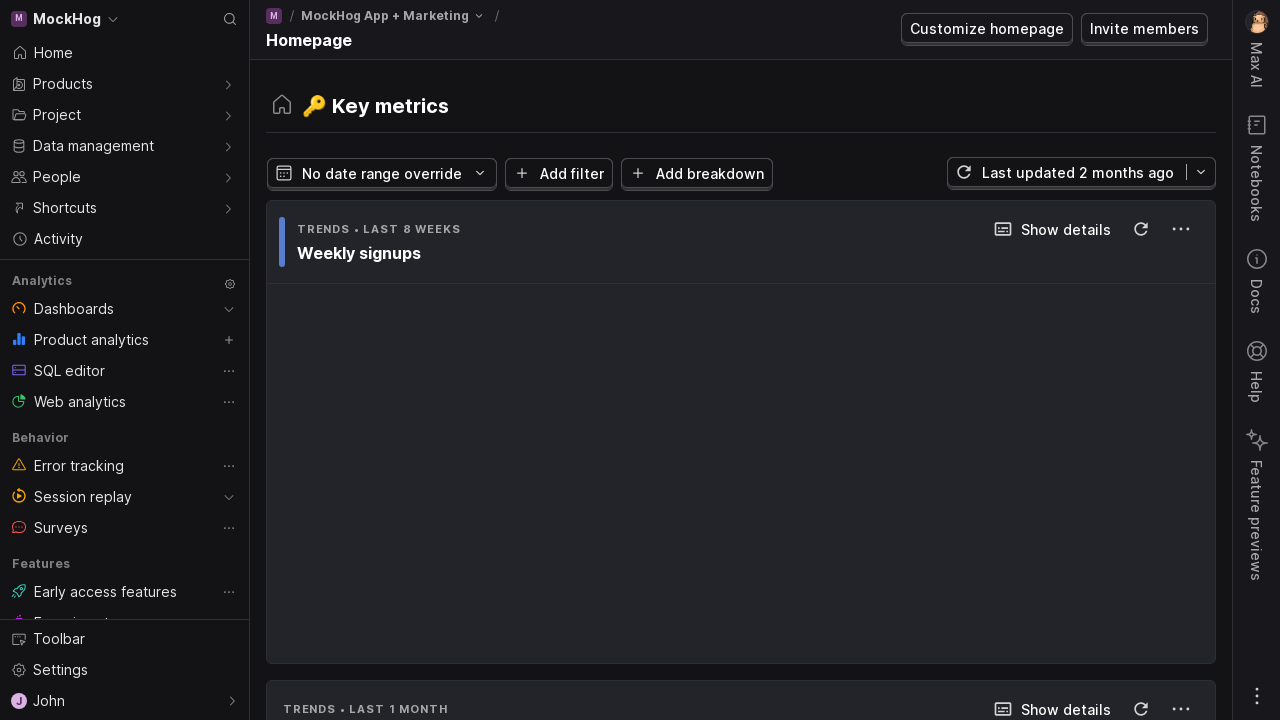 M MockHog
Home
Products
Project
Data management
People
Shortcuts
Activity
Analytics
Dashboards
Product analytics
SQL editor
Web analytics
Behavior
Error tracking
Session replay
Surveys
Features
Early access features
Toolbar
Settings
J John
M / MockHog App + Marketing /
Homepage
Customize homepage
Invite members
🔑 Key metrics
No date range override
Add filter
Add breakdown
Last updated 2 months ago
TRENDS • LAST 8 WEEKS
Show details
Weekly signups
TRENDS • LAST 1 MONTH
Show details
Max AI
Notebooks
Docs
Help
Feature previews